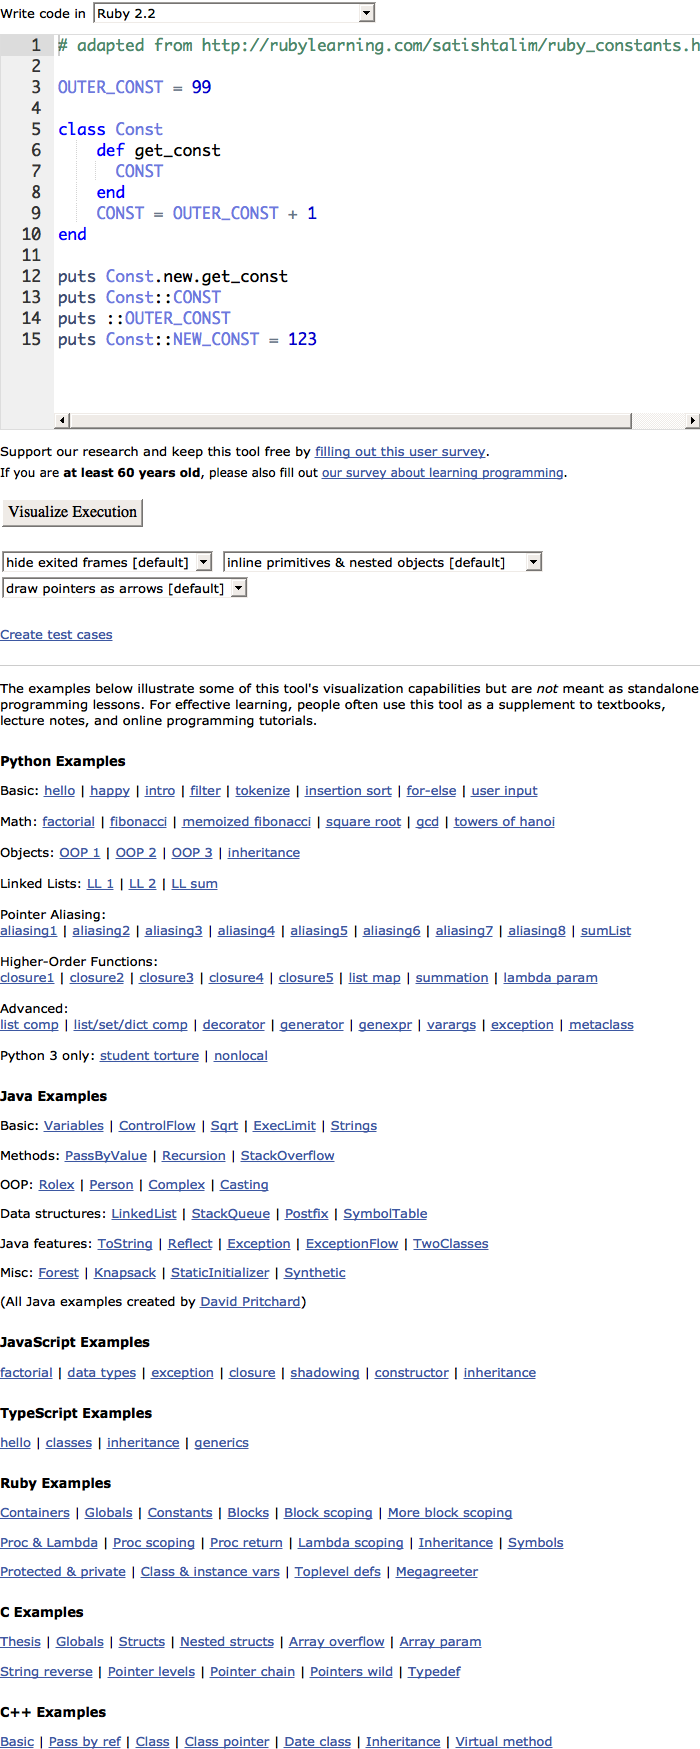 Write code in Ruby 2.2
1 # adapted from http://rubylearning.com/satishtalim/ruby_constants.h
2
3 OUTER_CONST = 99
4
5 class Const
6 def get_const
7 CONST
8 end
9 CONST = OUTER_CONST + 1
10 end
11
12 puts Const.new.get_const
13 puts Const::CONST
14 puts ::OUTER_CONST
15 puts Const::NEW_CONST = 123
Support our research and keep this tool free by filling out this user survey.
If you are at least 60 years old, please also fill out our survey about learning programming.
Visualize Execution
hide exited frames [default] inline primitives & nested objects [default]
draw pointers as arrows [default]
Create test cases
The examples below illustrate some of this tool's visualization capabilities but are not meant as standalone
programming lessons. For effective learning, people often use this tool as a supplement to textbooks,
lecture notes, and online programming tutorials.
Python Examples
Basic: hello | happy | intro | filter | tokenize | insertion sort | for-else | user input
Math: factorial | fibonacci | memoized fibonacci | square root | gcd | towers of hanoi
Objects: OOP 1 | OOP 2 | OOP 3 | inheritance
Linked Lists: LL 1 | LL 2 | LL sum
Pointer Aliasing:
aliasing1 | aliasing2 | aliasing3 | aliasing4 | aliasing5 | aliasing6 | aliasing7 | aliasing8 | sumList
Higher-Order Functions:
closure1 | closure2 | closure3 | closure4 | closure5 | list map | summation | lambda param
Advanced:
list comp | list/set/dict comp | decorator | generator | genexpr | varargs | exception | metaclass
Python 3 only: student torture | nonlocal
Java Examples
Basic: Variables | ControlFlow | Sqrt | ExecLimit | Strings
Methods: PassByValue | Recursion | StackOverflow
OOP: Rolex | Person | Complex | Casting
Data structures: LinkedList | StackQueue | Postfix | SymbolTable
Java features: ToString | Reflect | Exception | ExceptionFlow | TwoClasses
Misc: Forest | Knapsack | StaticInitializer | Synthetic
(All Java examples created by David Pritchard)
JavaScript Examples
factorial | data types | exception | closure | shadowing | constructor | inheritance
TypeScript Examples
hello | classes | inheritance | generics
Ruby Examples
Containers | Globals | Constants | Blocks | Block scoping | More block scoping
Proc & Lambda | Proc scoping | Proc return | Lambda scoping | Inheritance | Symbols
Protected & private | Class & instance vars | Toplevel defs | Megagreeter
C Examples
Thesis | Globals | Structs | Nested structs | Array overflow | Array param
String reverse | Pointer levels | Pointer chain | Pointers wild | Typedef
C++ Examples
Basic | Pass by ref | Class | Class pointer | Date class | Inheritance | Virtual method